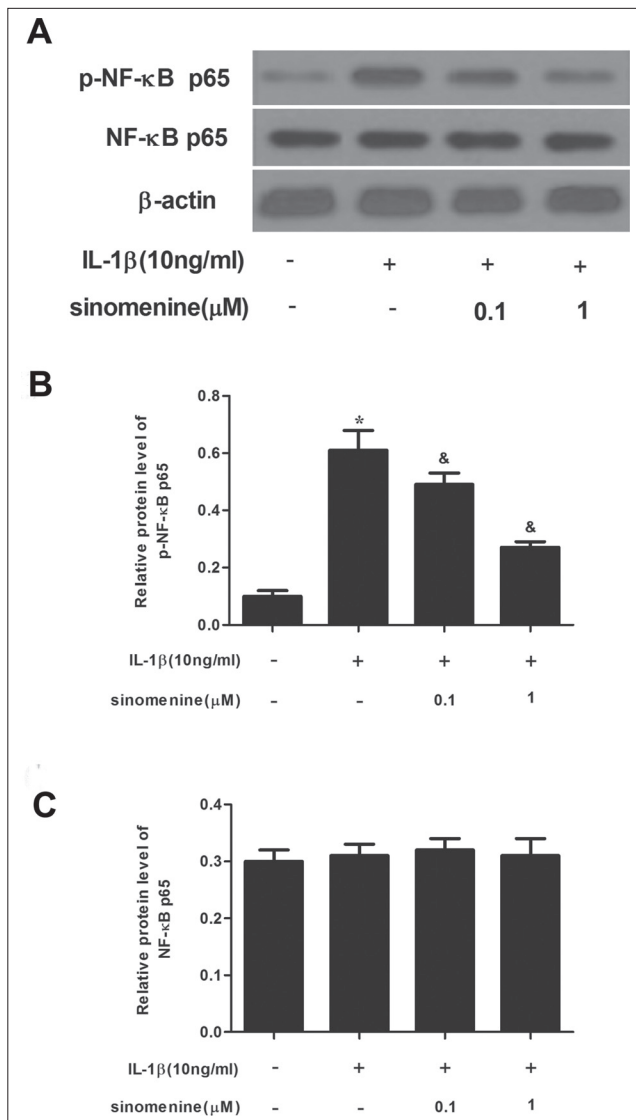 A
p-NF-κB p65
NF-κB p65
β-actin
IL-1β(10ng/ml) - + + +
sinomenine(μM) - - 0.1 1
B
Relative protein level of
p-NF-κB p65
0.8
0.6
0.4
0.2
0.0
*
&
&
IL-1β(10ng/ml) - + + +
sinomenine(μM) - - 0.1 1
C
Relative protein level of
NF-κB p65
0.4
0.3
0.2
0.1
0.0
IL-1β(10ng/ml) - + + +
sinomenine(μM) - - 0.1 1